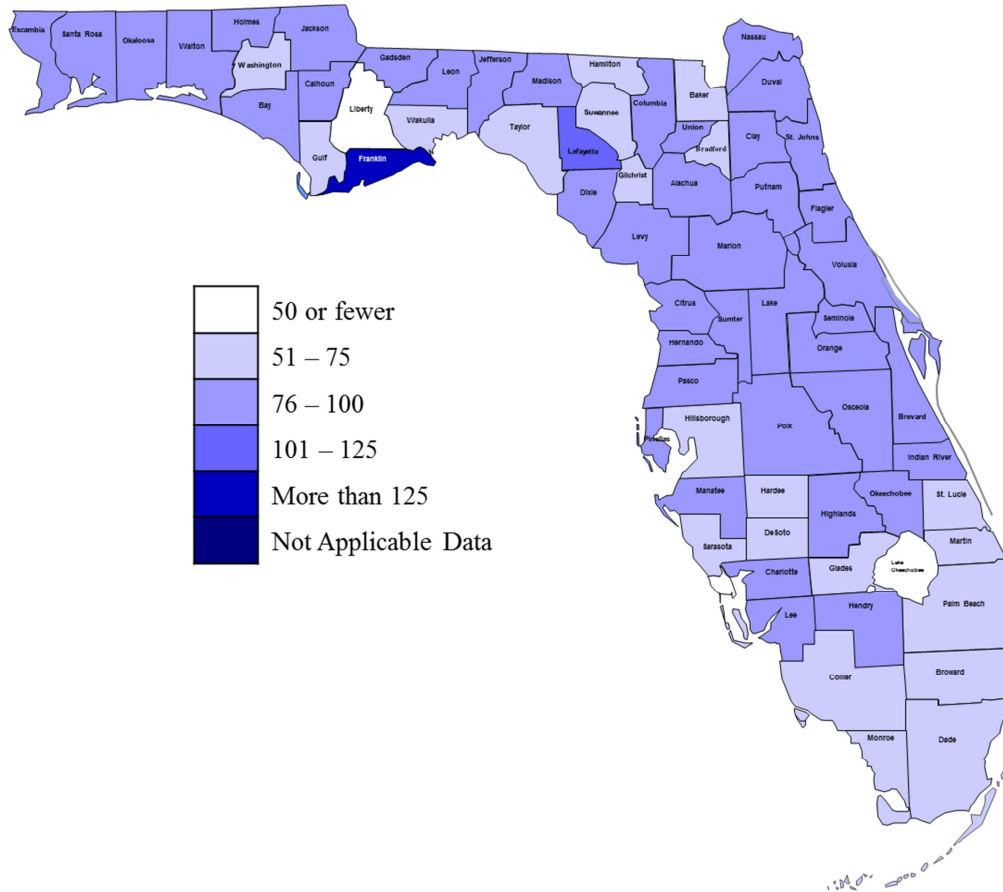 Escambia
Santa Rosa
Okaloosa
Walton
Holmes
Washington
Jackson
Bay
Calhoun
Gulf
Liberty
Franklin
Gadsden
Leon
Wakulla
Jefferson
Madison
Taylor
Hamilton
Suwannee
Lafayette
Columbia
Baker
Union
Bradford
Gilchrist
Dixie
Alachua
Levy
Nassau
Duval
Clay
St. Johns
Putnam
Flagler
Marion
Volusia
Citrus
Sumter
Lake
Seminole
Hernando
Orange
Pasco
Osceola
Brevard
Hillsborough
Polk
Pinellas
Indian River
Manatee
Hardee
Highlands
Okeechobee
St. Lucie
Sarasota
DeSoto
Martin
Charlotte
Glades
Lake
Okeechobee
Palm Beach
Lee
Hendry
Collier
Broward
Monroe
Dade
50 or fewer
51 – 75
76 – 100
101 – 125
More than 125
Not Applicable Data